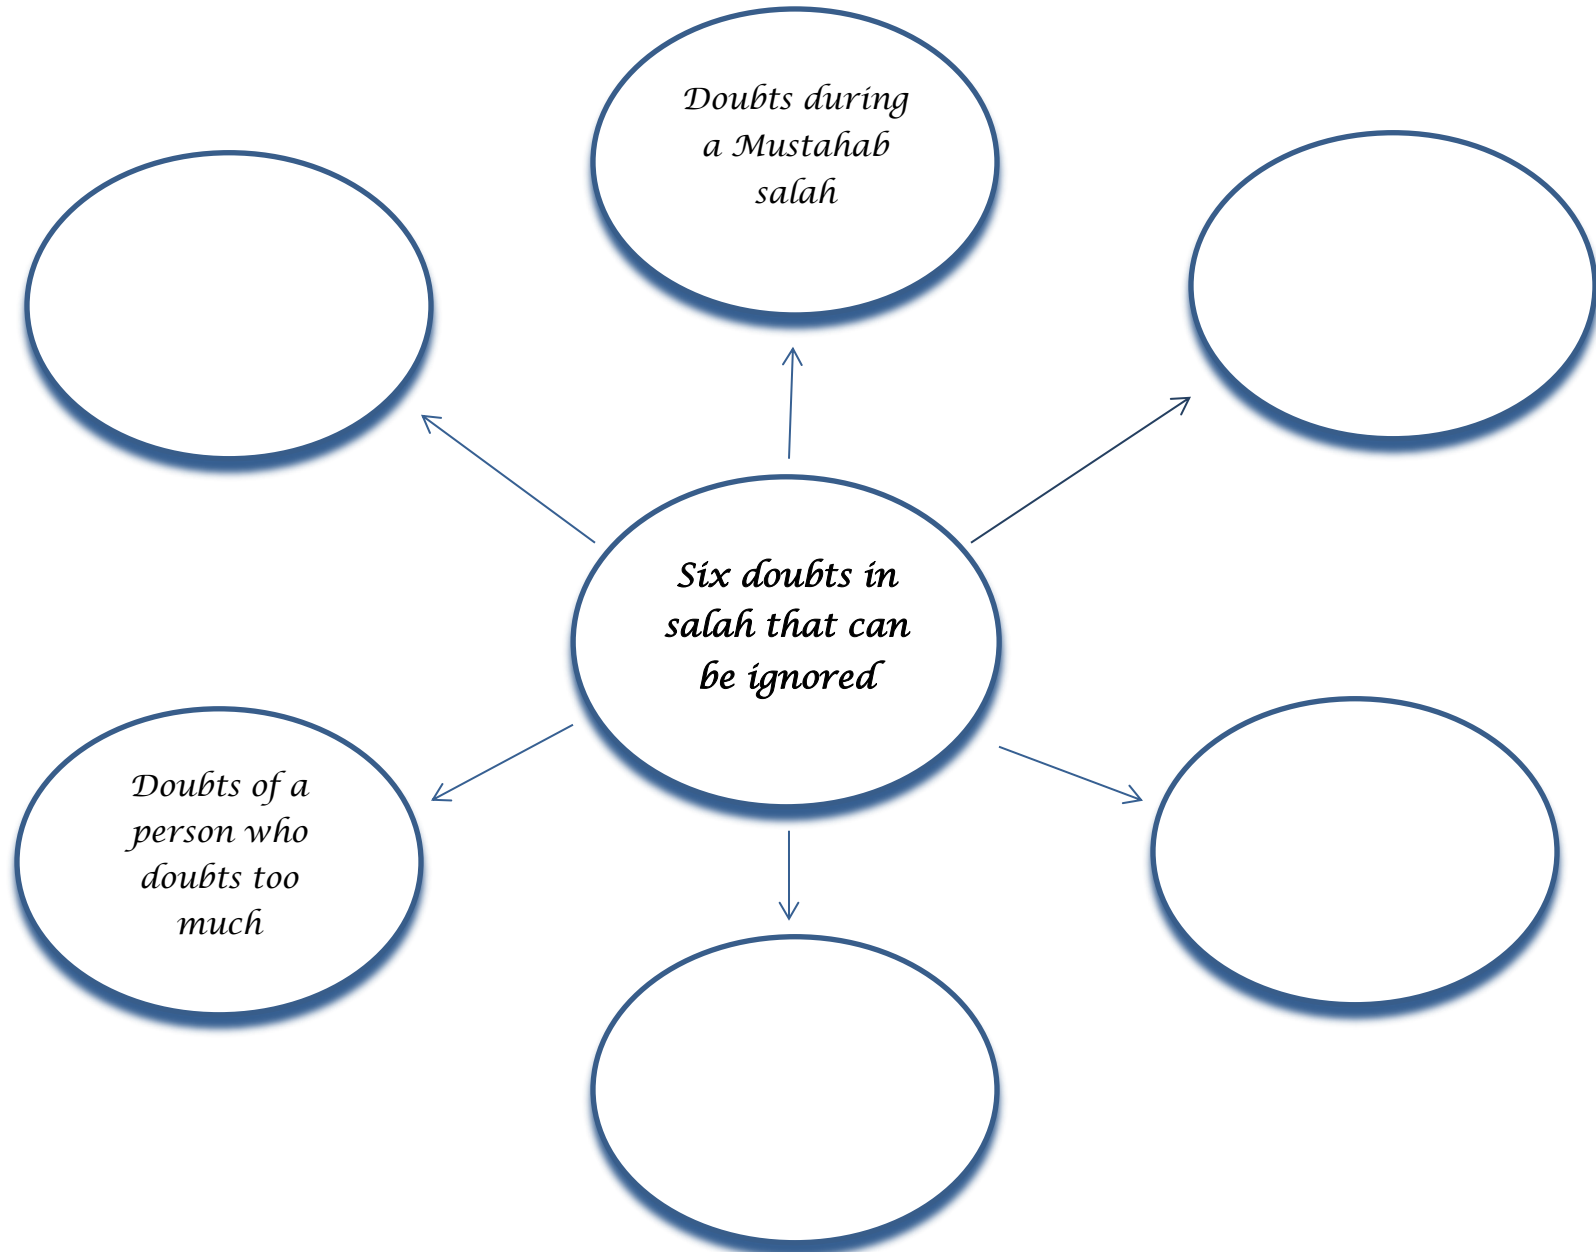 Doubts during
a Mustahab
salah
Six doubts in
salah that can
be ignored
Doubts of a
person who
doubts too
much